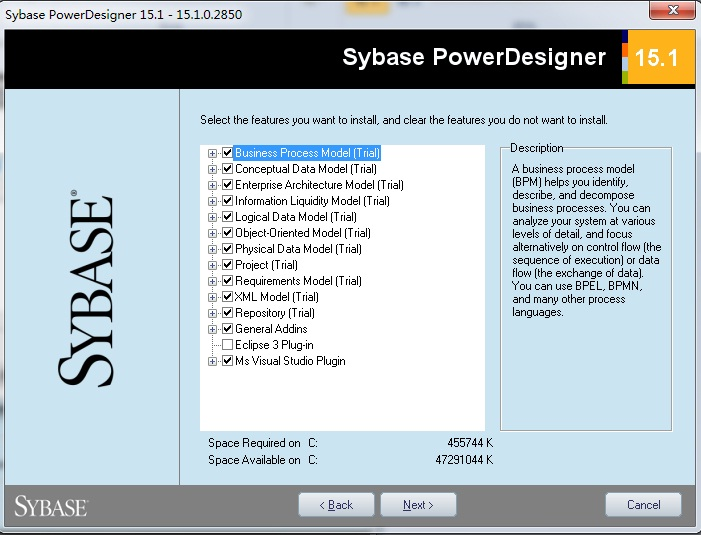 Sybase PowerDesigner 15.1 - 15.1.0.2850
Sybase PowerDesigner 15.1
Select the features you want to install, and clear the features you do not want to install.
Business Process Model (Trial)
Conceptual Data Model (Trial)
Enterprise Architecture Model (Trial)
Information Liquidity Model (Trial)
Logical Data Model (Trial)
Object-Oriented Model (Trial)
Physical Data Model (Trial)
Project (Trial)
Requirements Model (Trial)
XML Model (Trial)
Repository (Trial)
General Addins
Eclipse 3 Plug-in
Ms Visual Studio Plugin
Description
A business process model
(BPM) helps you identify,
describe, and decompose
business processes. You can
analyze your system at various
levels of detail, and focus
alternatively on control flow (the
sequence of execution) or data
flow (the exchange of data).
You can use BPEL, BPMN,
and many other process
languages.
SYBASE®
Space Required on C: 455744 K
Space Available on C: 47291044 K
SYBASE
< Back
Next >
Cancel